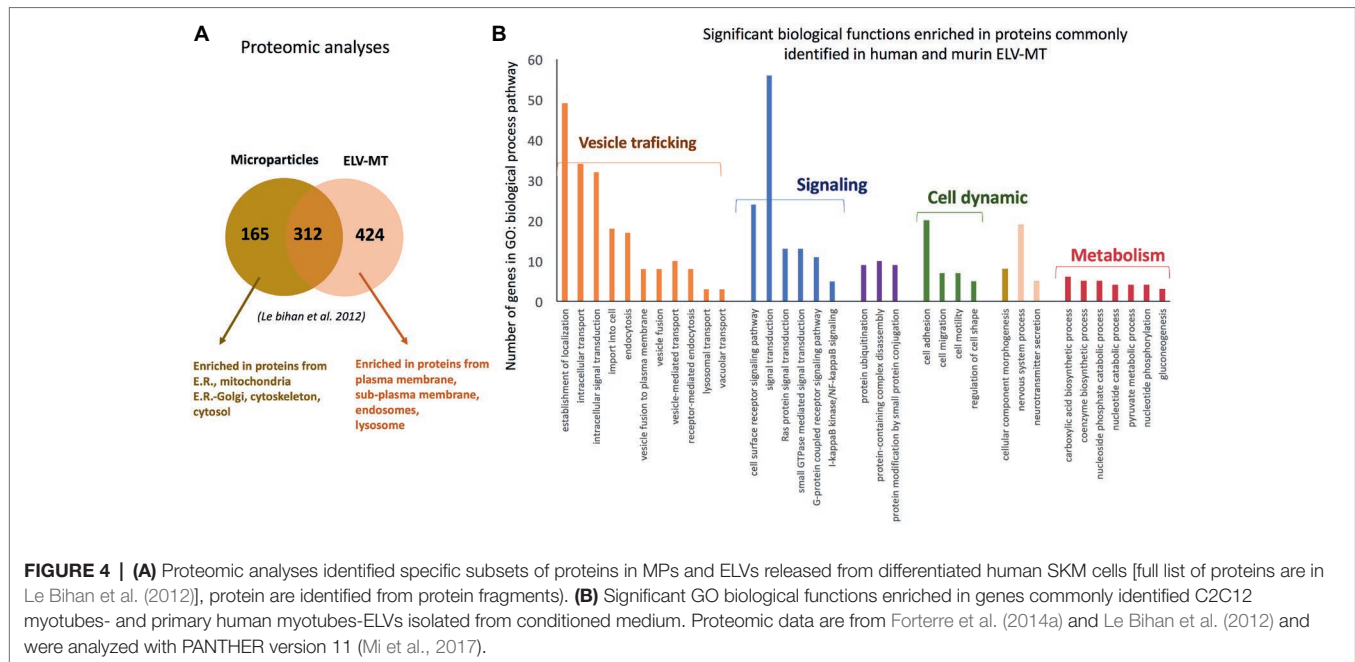 A
Proteomic analyses
Microparticles
ELV-MT
165
312
424
(Le bihan et al. 2012)
Enriched in proteins from
E.R., mitochondria
E.R.-Golgi, cytoskeleton,
cytosol
Enriched in proteins from
plasma membrane,
sub-plasma membrane,
endosomes,
lysosome
B
Significant biological functions enriched in proteins commonly
identified in human and murin ELV-MT
Number of genes in GO: biological process pathway
60
50
40
30
20
10
0
Vesicle traficking
Signaling
Cell dynamic
Metabolism
establishment of localization
intracellular transport
intracellular signal transduction
import into cell
endocytosis
vesicle fusion to plasma membrane
vesicle fusion
vesicle-mediated transport
receptor-mediated endocytosis
lysosomal transport
vacuolar transport
cell surface receptor signaling pathway
signal transduction
Ras protein signal transduction
small GTPase mediated signal transduction
G-protein coupled receptor signaling pathway
I-kappaB kinase/NF-kappaB signaling
protein ubiquitination
protein-containing complex disassembly
protein modification by small protein conjugation
cell adhesion
cell migration
cell motility
regulation of cell shape
cellular component morphogenesis
nervous system process
neurotransmitter secretion
carboxylic acid biosynthetic process
coenzyme biosynthetic process
nucleoside phosphate catabolic process
nucleotide catabolic process
pyruvate metabolic process
nucleotide phosphorylation
gluconeogenesis
FIGURE 4 | (A) Proteomic analyses identified specific subsets of proteins in MPs and ELVs released from differentiated human SKM cells [full list of proteins are in
Le Bihan et al. (2012)], protein are identified from protein fragments). (B) Significant GO biological functions enriched in genes commonly identified C2C12
myotubes- and primary human myotubes-ELVs isolated from conditioned medium. Proteomic data are from Forterre et al. (2014a) and Le Bihan et al. (2012) and
were analyzed with PANTHER version 11 (Mi et al., 2017).